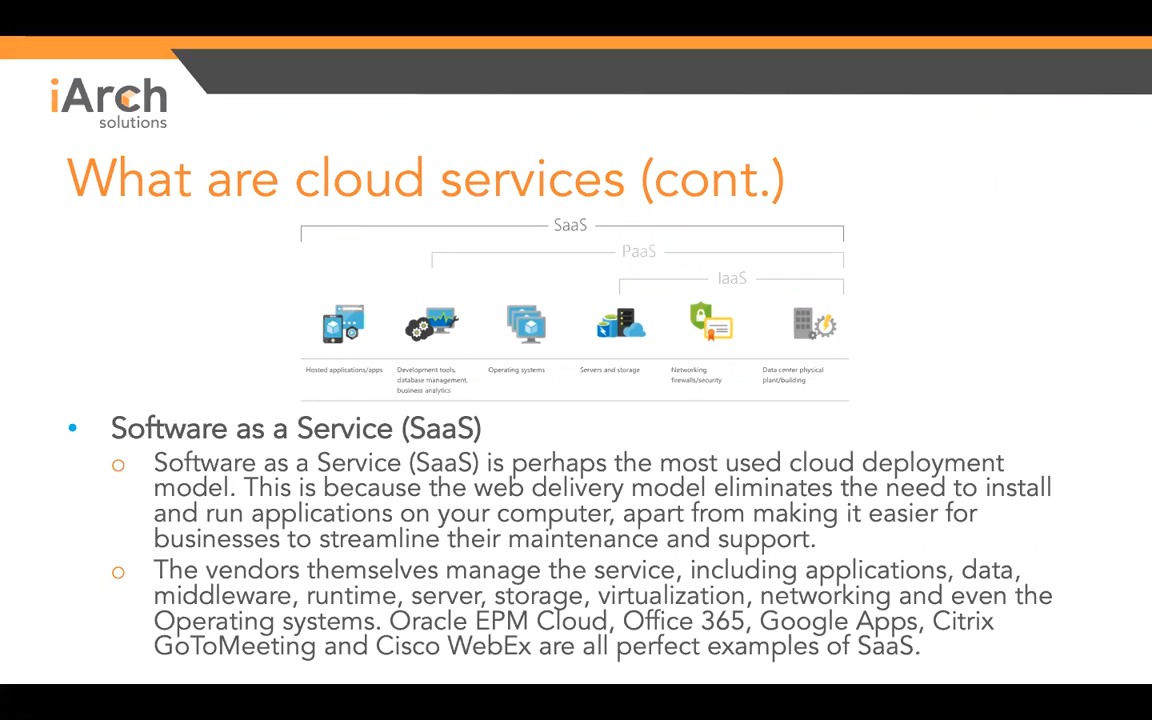 iArch
solutions
What are cloud services (cont.)
SaaS
PaaS
IaaS
Hosted applications/apps
Development tools,
database management,
business analytics
Operating systems
Servers and storage
Networking
firewalls/security
Data center physical
plant/building
• Software as a Service (SaaS)
o Software as a Service (SaaS) is perhaps the most used cloud deployment
model. This is because the web delivery model eliminates the need to install
and run applications on your computer, apart from making it easier for
businesses to streamline their maintenance and support.
o The vendors themselves manage the service, including applications, data,
middleware, runtime, server, storage, virtualization, networking and even the
Operating systems. Oracle EPM Cloud, Office 365, Google Apps, Citrix
GoToMeeting and Cisco WebEx are all perfect examples of SaaS.